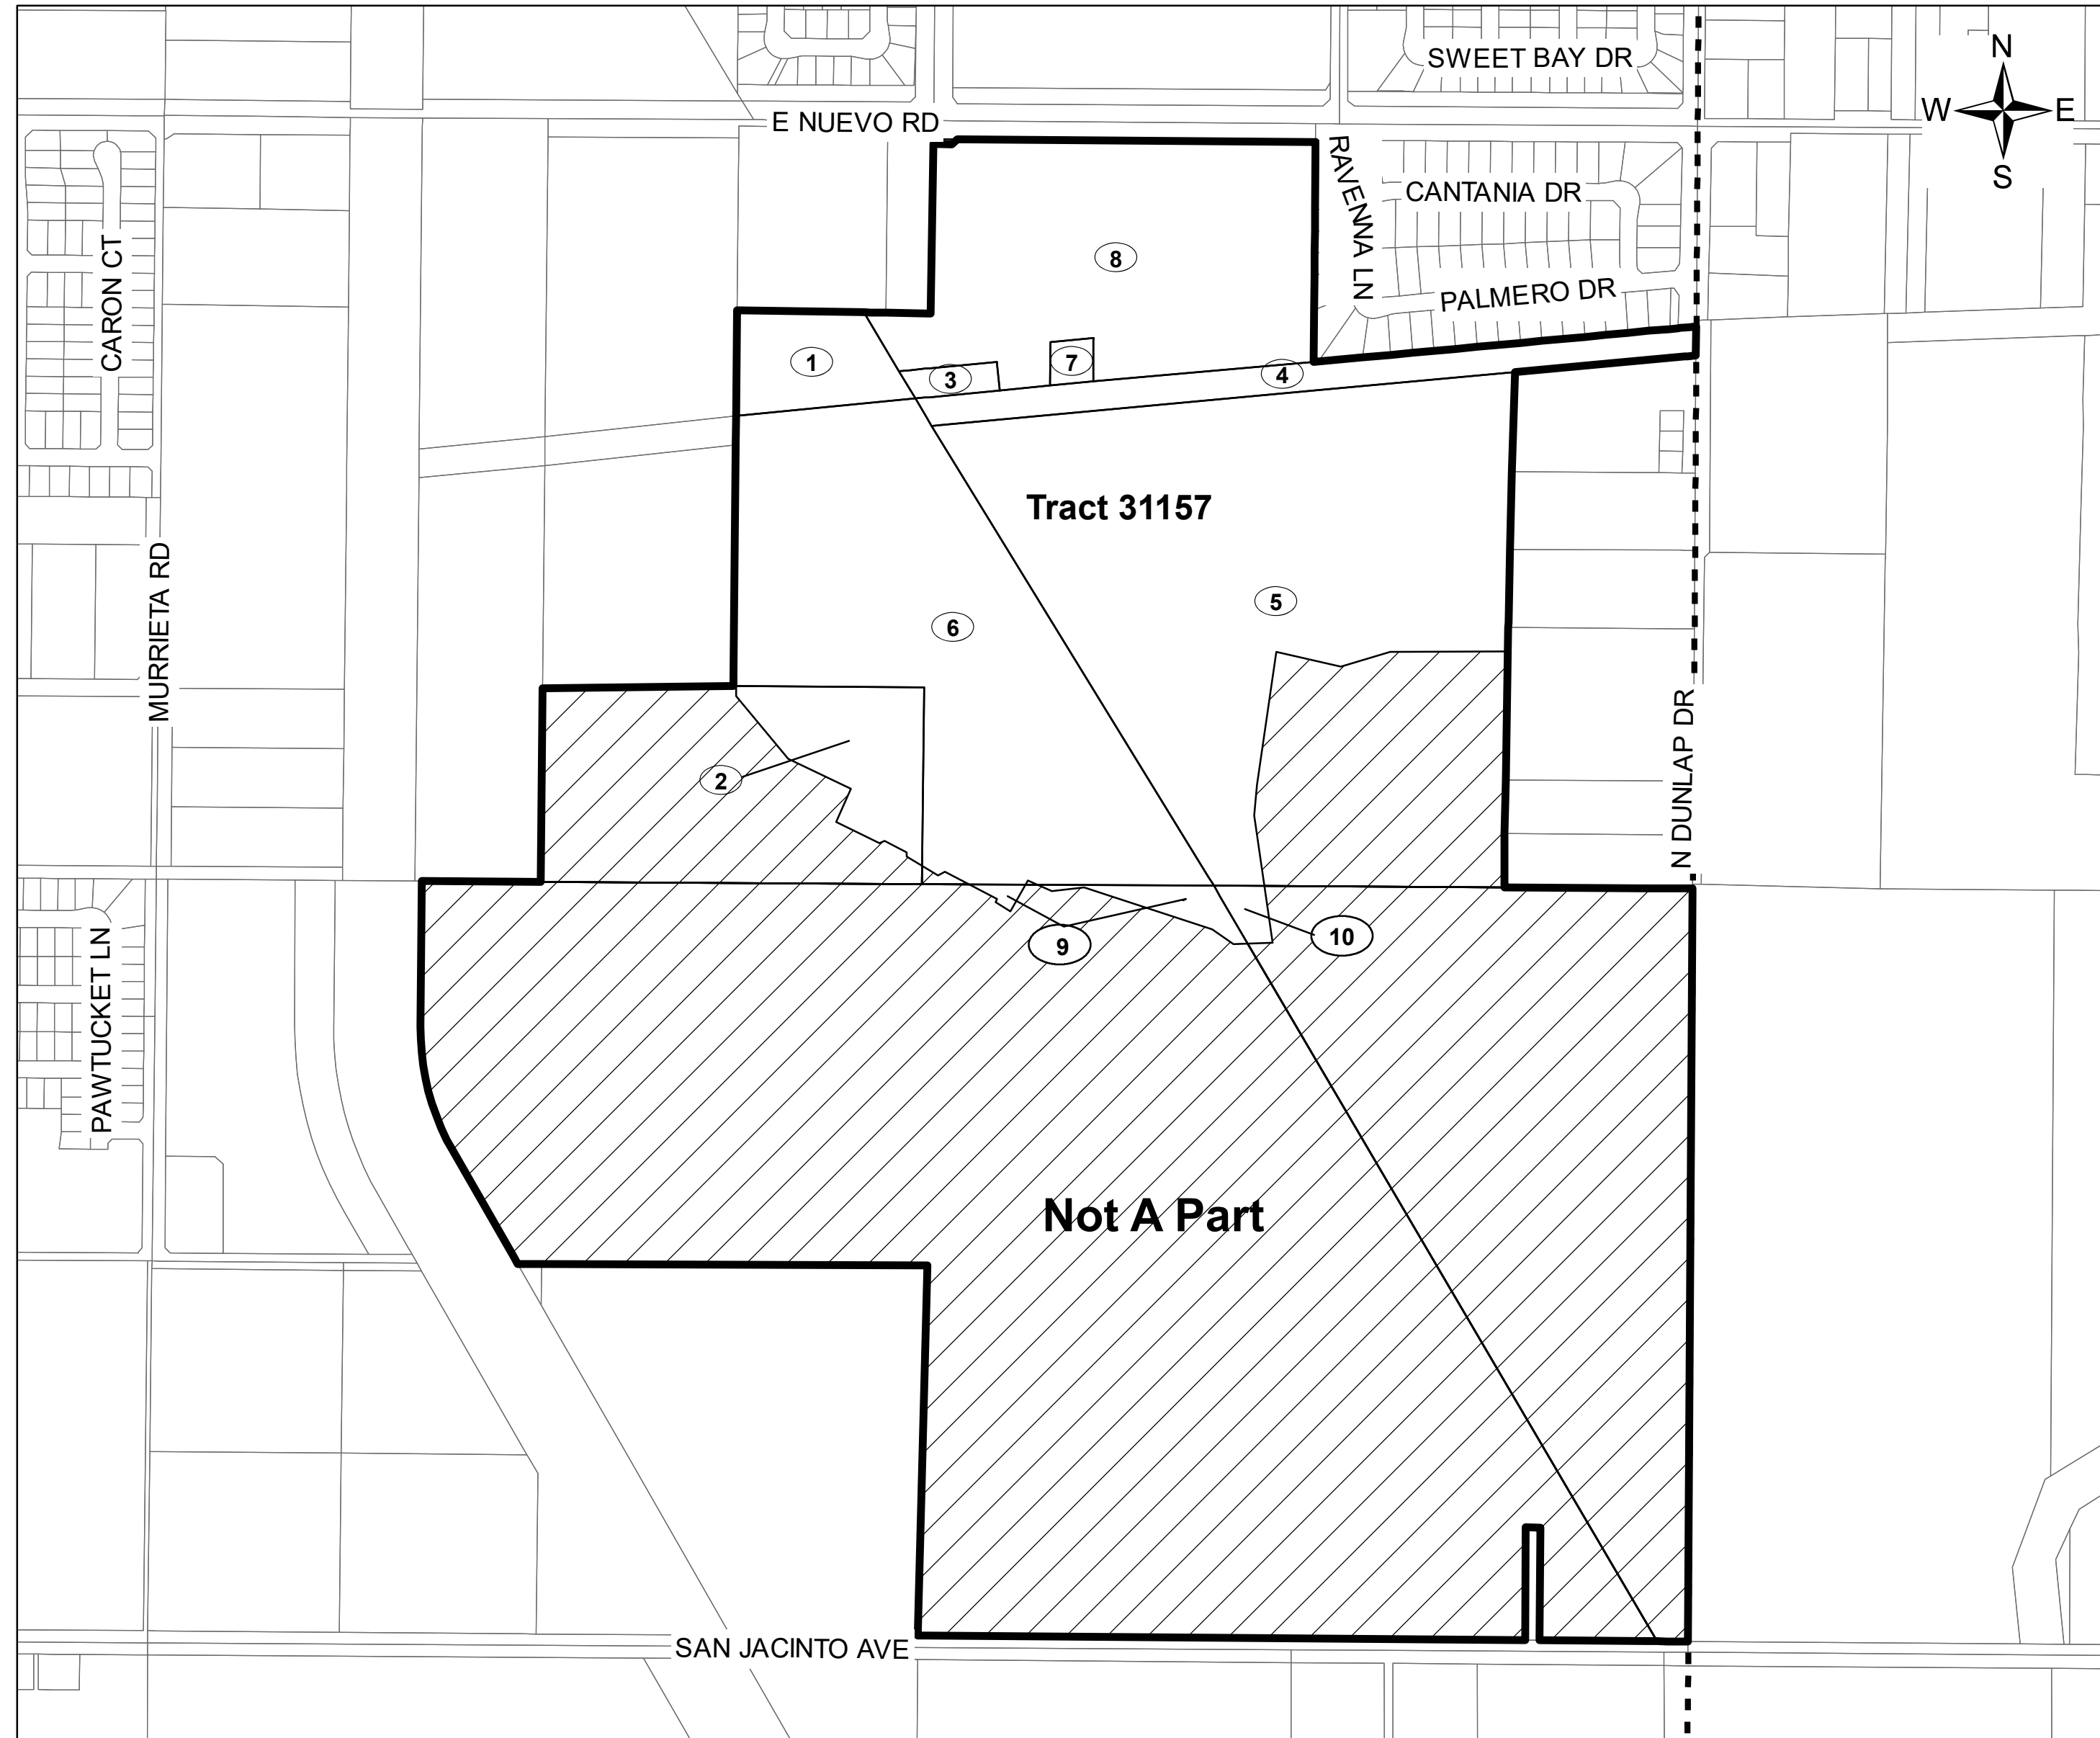 SWEET BAY DR
N
W
E
S
E NUEVO RD
RAVENNA LN
CANTANIA DR
CARON CT
8
PALMERO DR
1
3
7
4
Tract 31157
MURRIETA RD
5
6
N DUNLAP DR
2
PAWTUCKET LN
9
10
Not A Part
SAN JACINTO AVE